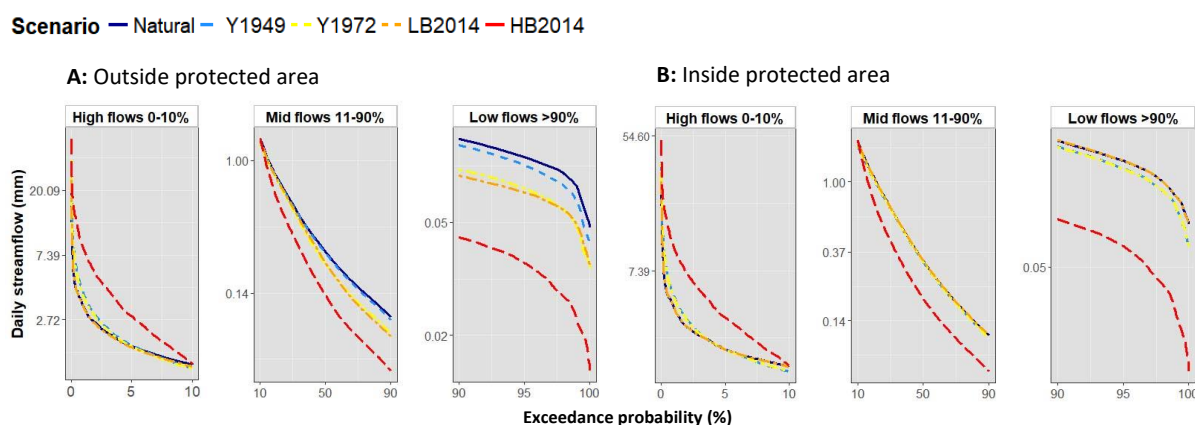 Scenario Natural Y1949 Y1972 LB2014 HB2014
A: Outside protected area
B: Inside protected area
High flows 0-10%
Mid flows 11-90%
Low flows >90%
High flows 0-10%
Mid flows 11-90%
Low flows >90%
Daily streamflow (mm)
20.09
7.39
2.72
0 5 10
1.00
0.14
10 50 90
0.05
0.02
90 95 100
54.60
7.39
0 5 10
1.00
0.37
0.14
10 50 90
0.05
90 95 100
Exceedance probability (%)